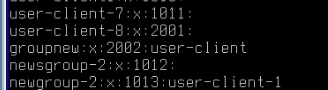 user-client-7:x:1011:
user-client-8:x:2001:
groupnew:x:2002:user-client
newsgroup-2:x:1012:
newgroup-2:x:1013:user-client-1